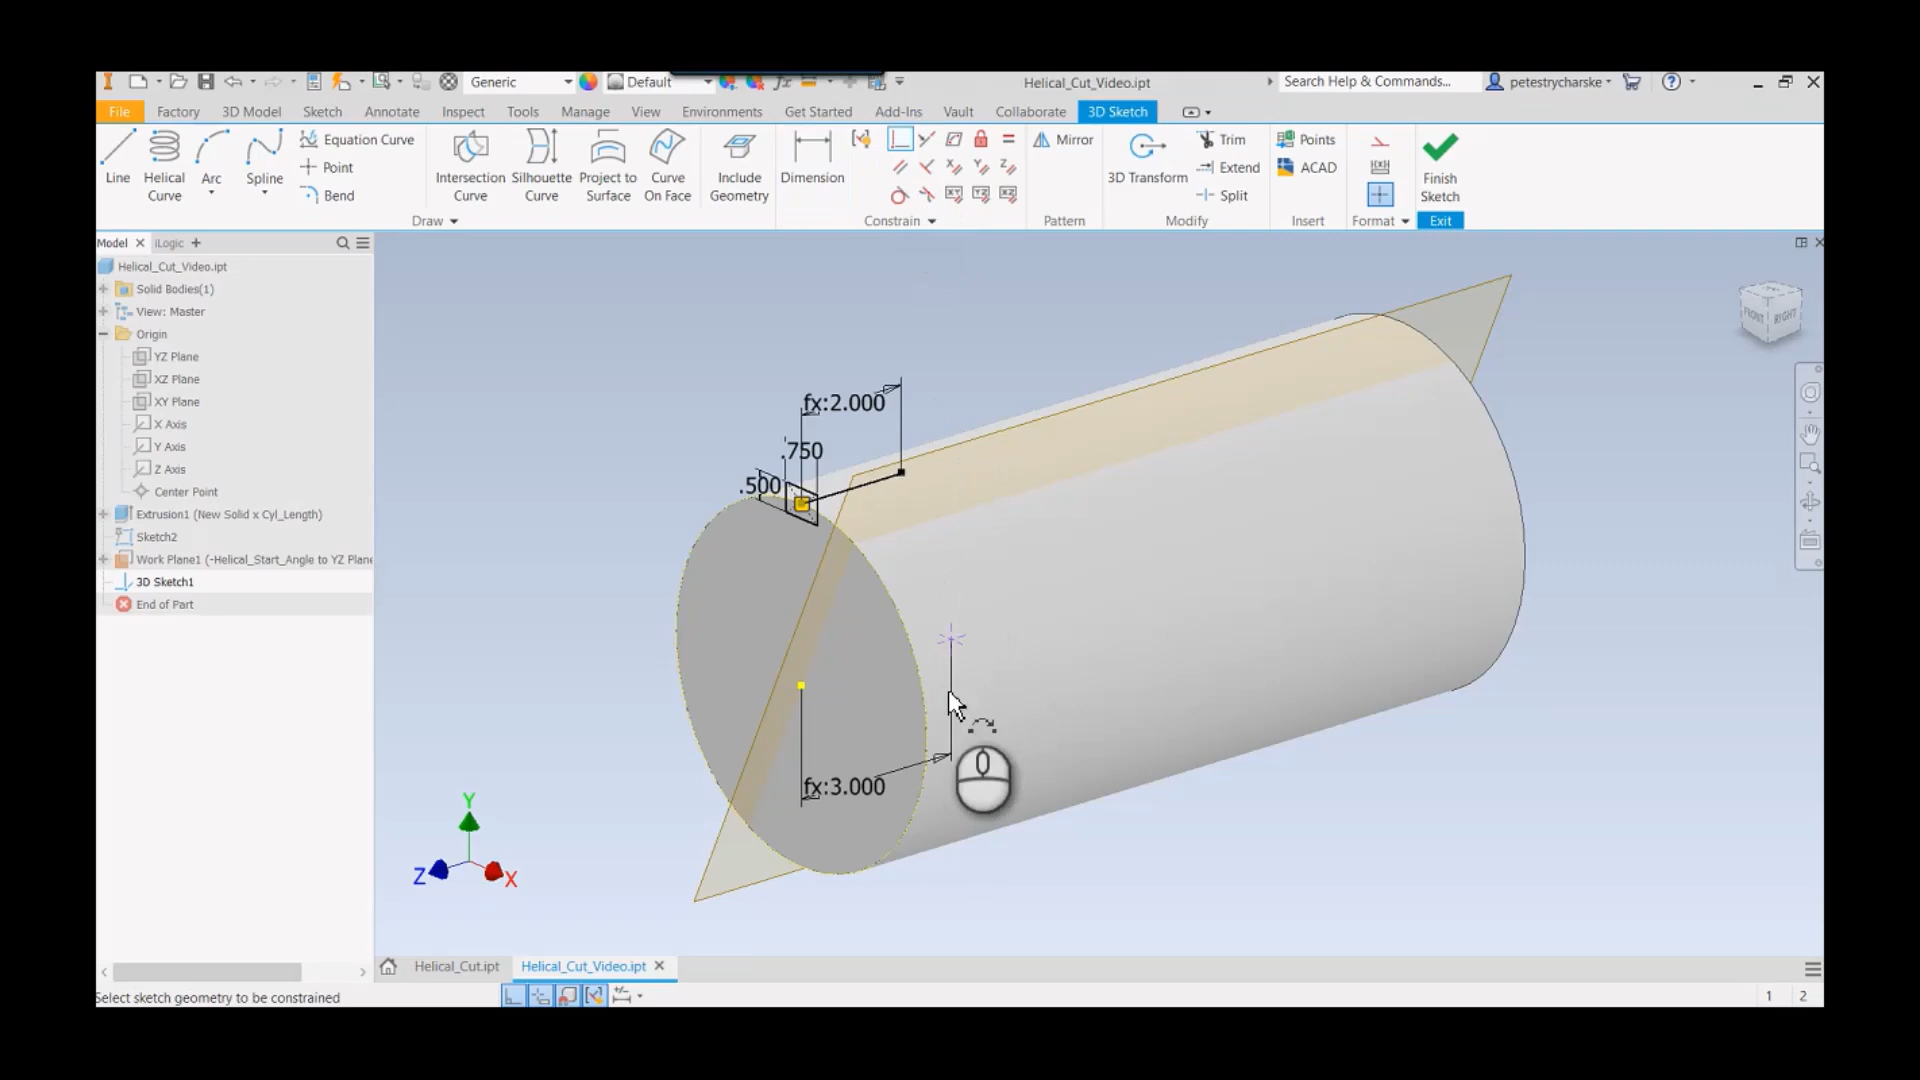 Generic
Default
Helical_Cut_Video.ipt
Search Help & Commands...
petestrycharske
File
Factory
3D Model
Sketch
Annotate
Inspect
Tools
Manage
View
Environments
Get Started
Add-Ins
Vault
Collaborate
3D Sketch
Line
Helical
Curve
Arc
Spline
Equation Curve
Point
Bend
Intersection
Curve
Silhouette
Curve
Project to
Surface
Curve
On Face
Include
Geometry
Dimension
Mirror
3D Transform
Trim
Extend
Split
Points
ACAD
Finish
Sketch
Draw
Constrain
Pattern
Modify
Insert
Format
Exit
Model
iLogic
Helical_Cut_Video.ipt
Solid Bodies(1)
View: Master
Origin
YZ Plane
XZ Plane
XY Plane
X Axis
Y Axis
Z Axis
Center Point
Extrusion1 (New Solid x Cyl_Length)
Sketch2
Work Plane1 (-Helical_Start_Angle to YZ Plane
3D Sketch1
End of Part
FRONT
RIGHT
fx:2.000
.750
.500
fx:3.000
Y
Z
X
Helical_Cut.ipt
Helical_Cut_Video.ipt
Select sketch geometry to be constrained
1
2